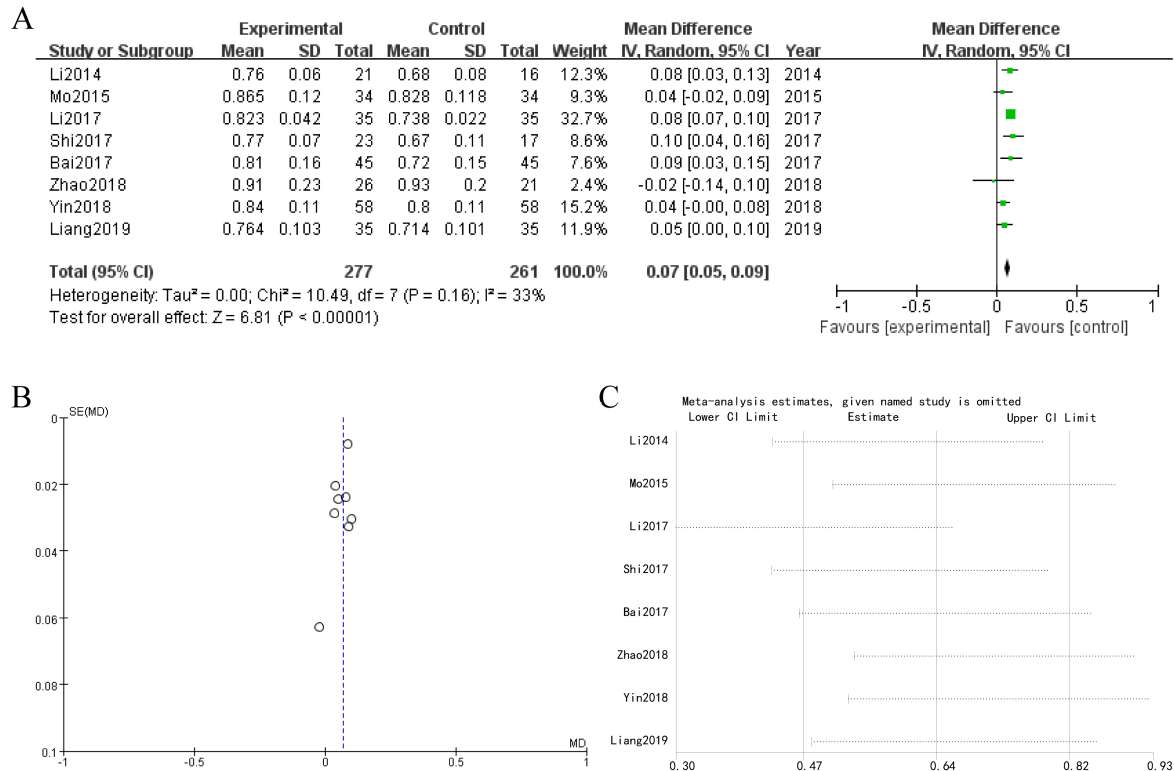 A
Experimental Control Mean Difference Mean Difference
Study or Subgroup Mean SD Total Mean SD Total Weight IV, Random, 95% CI Year IV, Random, 95% CI
Li2014 0.76 0.06 21 0.68 0.08 16 12.3% 0.08 [0.03, 0.13] 2014
Mo2015 0.865 0.12 34 0.828 0.118 34 9.3% 0.04 [-0.02, 0.09] 2015
Li2017 0.823 0.042 35 0.738 0.022 35 32.7% 0.08 [0.07, 0.10] 2017
Shi2017 0.77 0.07 23 0.67 0.11 17 8.6% 0.10 [0.04, 0.16] 2017
Bai2017 0.81 0.16 45 0.72 0.15 45 7.6% 0.09 [0.03, 0.15] 2017
Zhao2018 0.91 0.23 26 0.93 0.2 21 2.4% -0.02 [-0.14, 0.10] 2018
Yin2018 0.84 0.11 58 0.8 0.11 58 15.2% 0.04 [-0.00, 0.08] 2018
Liang2019 0.764 0.103 35 0.714 0.101 35 11.9% 0.05 [0.00, 0.10] 2019
Total (95% CI) 277 261 100.0% 0.07 [0.05, 0.09]
Heterogeneity: Tau² = 0.00; Chi² = 10.49, df = 7 (P = 0.16); I² = 33%
Test for overall effect: Z = 6.81 (P < 0.00001)
-1 -0.5 0 0.5 1
Favours [experimental] Favours [control]
B
SE(MD)
0
0.02
0.04
0.06
0.08
0.1
MD
-1 -0.5 0 0.5 1
C
Meta-analysis estimates, given named study is omitted
Lower CI Limit Estimate Upper CI Limit
Li2014
Mo2015
Li2017
Shi2017
Bai2017
Zhao2018
Yin2018
Liang2019
0.30 0.47 0.64 0.82 0.93